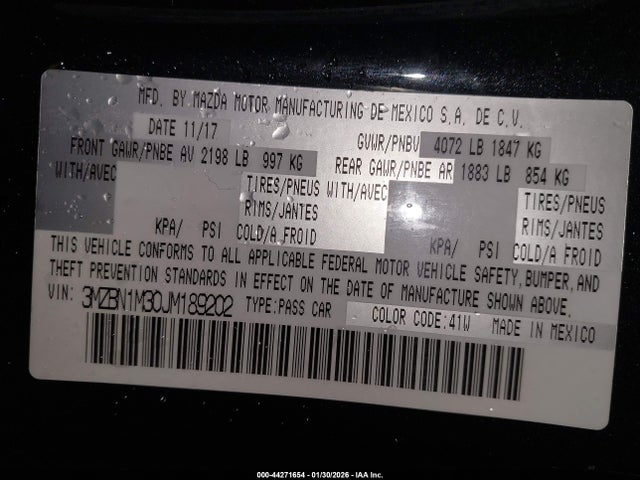 MFD. BY MAZDA MOTOR MANUFACTURING DE MEXICO S.A. DE C.V.
DATE 11/17 GVWR/PNBV 4072 LB 1847 KG
FRONT GAWR/PNBE AV 2198 LB 997 KG REAR GAWR/PNBE AR 1883 LB 854 KG
WITH/AVEC TIRES/PNEUS WITH/AVEC TIRES/PNEUS
RIMS/JANTES RIMS/JANTES
KPA/ PSI COLD/A FROID KPA/ PSI COLD/A FROID
THIS VEHICLE CONFORMS TO ALL APPLICABLE FEDERAL MOTOR VEHICLE SAFETY, BUMPER, AND
THEFT PREVENTION STANDARDS IN EFFECT ON THE DATE OF MANUFACTURE SHOWN ABOVE.
VIN: 3MZBN1M30JM189202 TYPE:PASS CAR COLOR CODE:41W MADE IN MEXICO
000-44271654 - 01/30/2026 - IAA Inc.